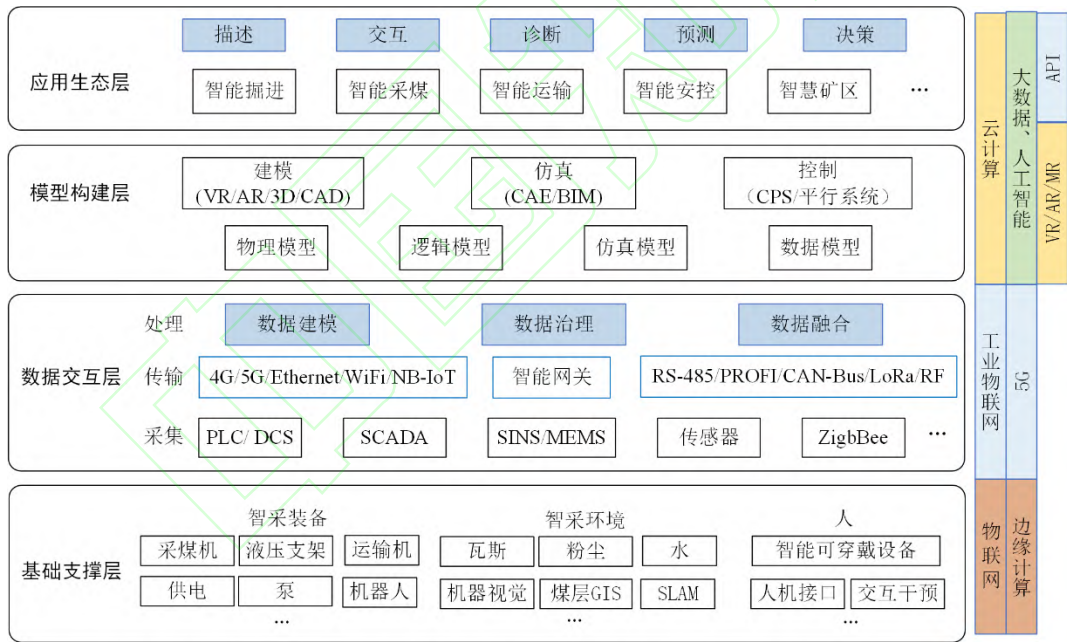 描述 交互 诊断 预测 决策
应用生态层
智能掘进 智能采煤 智能运输 智能安控 智慧矿区 …
模型构建层
建模 仿真 控制
(VR/AR/3D/CAD) (CAE/BIM) （CPS/平行系统）
物理模型 逻辑模型 仿真模型 数据模型
数据交互层
处理 数据建模 数据治理 数据融合
传输 4G/5G/Ethernet/WiFi/NB-IoT 智能网关 RS-485/PROFI/CAN-Bus/LoRa/RF
采集 PLC/ DCS SCADA SINS/MEMS 传感器 ZigbBee …
基础支撑层
智采装备 智采环境 人
采煤机 液压支架 运输机 瓦斯 粉尘 水 智能可穿戴设备
供电 泵 机器人 机器视觉 煤层GIS SLAM 人机接口 交互干预
… … …
云计算
大数据、人工智能
API
VR/AR/MR
工业物联网
5G
物联网
边缘计算